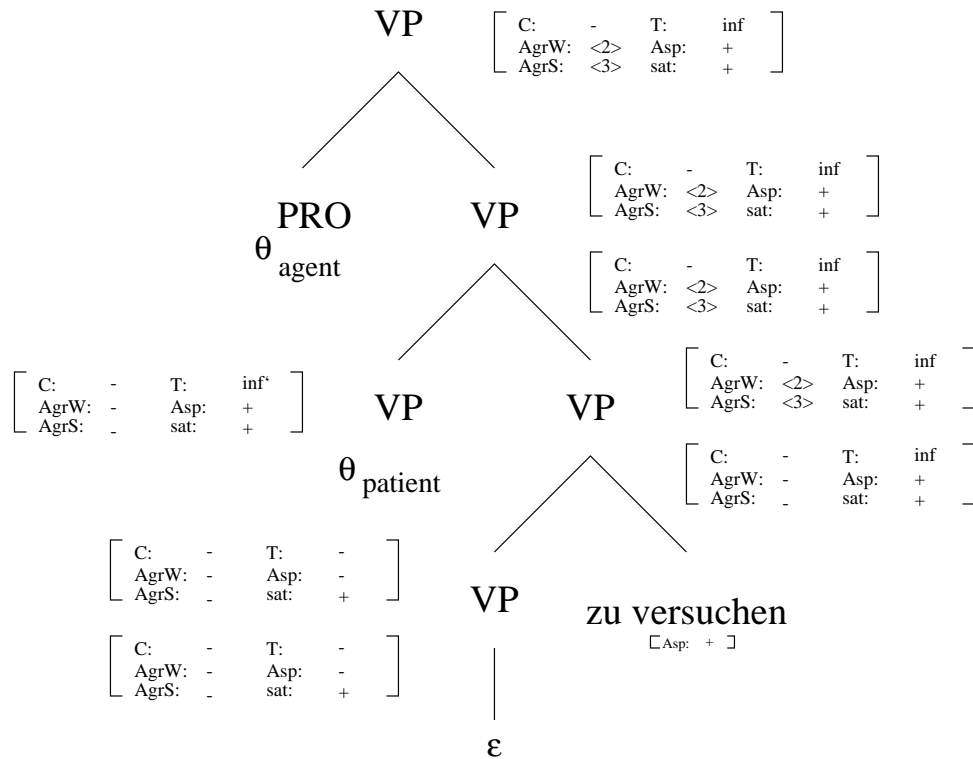 VP
C: - T: inf
AgrW: <2> Asp: +
AgrS: <3> sat: +
PRO
θ agent
VP
C: - T: inf
AgrW: <2> Asp: +
AgrS: <3> sat: +
C: - T: inf
AgrW: <2> Asp: +
AgrS: <3> sat: +
C: - T: inf‘
AgrW: - Asp: +
AgrS: - sat: +
VP
θ patient
VP
C: - T: inf
AgrW: <2> Asp: +
AgrS: <3> sat: +
C: - T: inf
AgrW: - Asp: +
AgrS: - sat: +
C: - T: -
AgrW: - Asp: -
AgrS: - sat: +
C: - T: -
AgrW: - Asp: -
AgrS: - sat: +
VP
zu versuchen
[Asp: + ]
ε